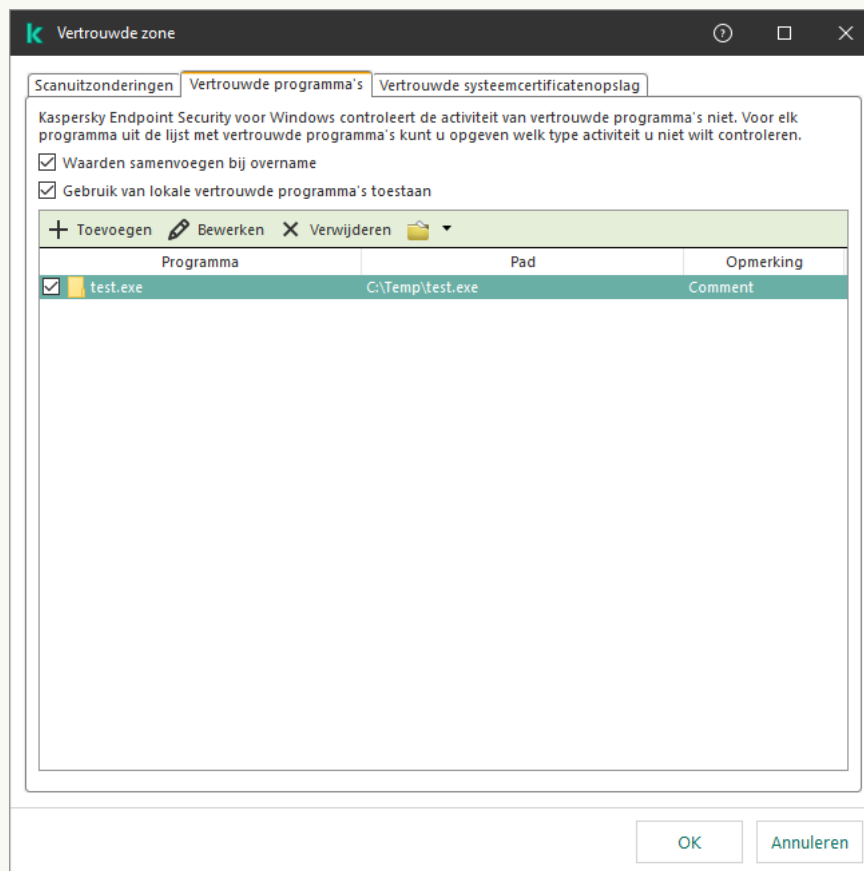 Vertrouwde zone
Scanuitzonderingen Vertrouwde programma's Vertrouwde systeemcertificatenopslag
Kaspersky Endpoint Security voor Windows controleert de activiteit van vertrouwde programma's niet. Voor elk
programma uit de lijst met vertrouwde programma's kunt u opgeven welk type activiteit u niet wilt controleren.
Waarden samenvoegen bij overname
Gebruik van lokale vertrouwde programma's toestaan
Toevoegen Bewerken Verwijderen
Programma Pad Opmerking
test.exe C:\Temp\test.exe Comment
OK Annuleren